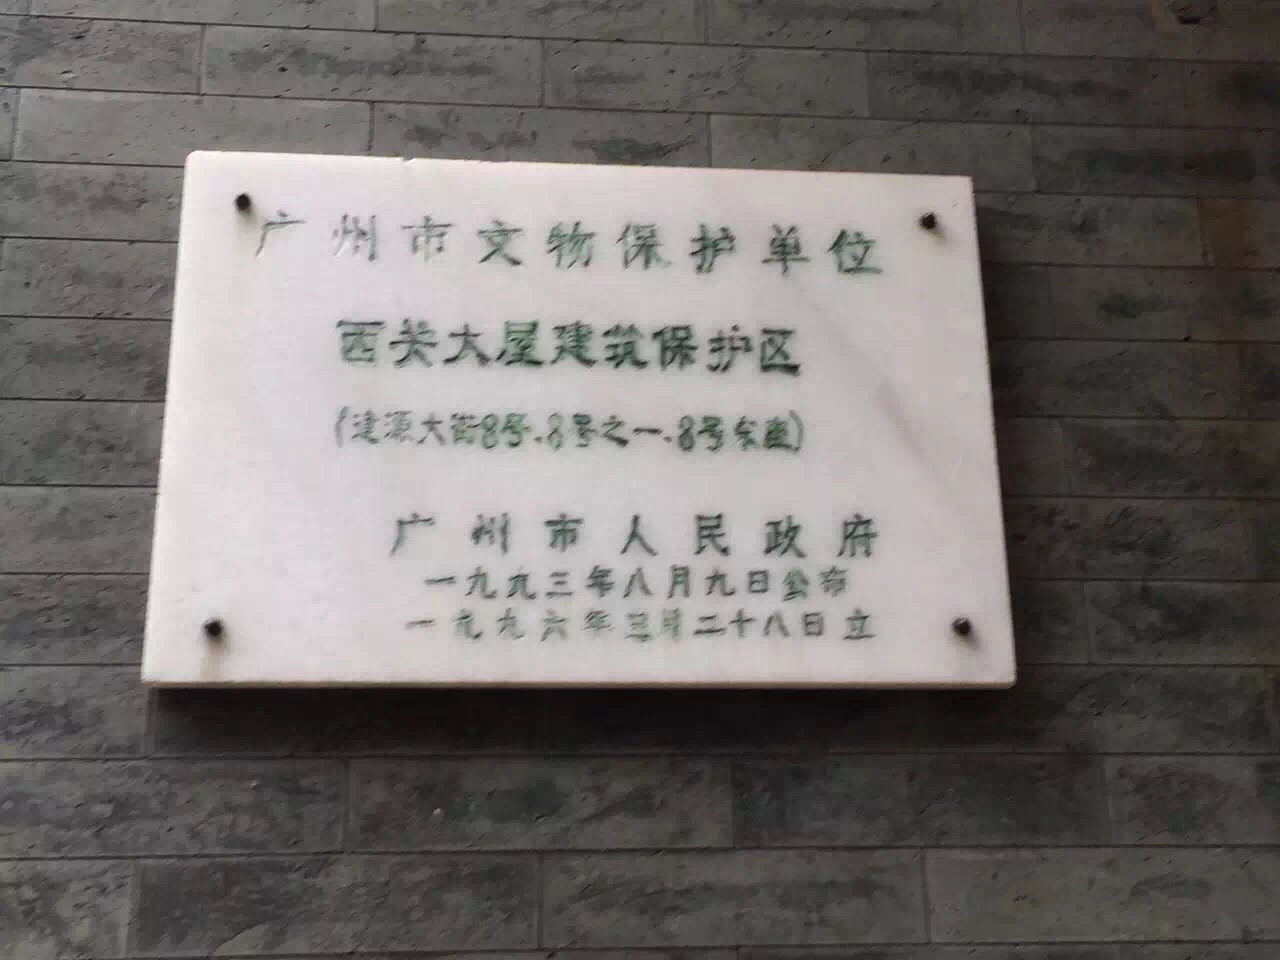 广州市文物保护单位
西关大屋建筑保护区
(逢源大街8号、8号之一、8号东座)
广州市人民政府
一九九三年八月九日公布
一九九六年三月二十八日立